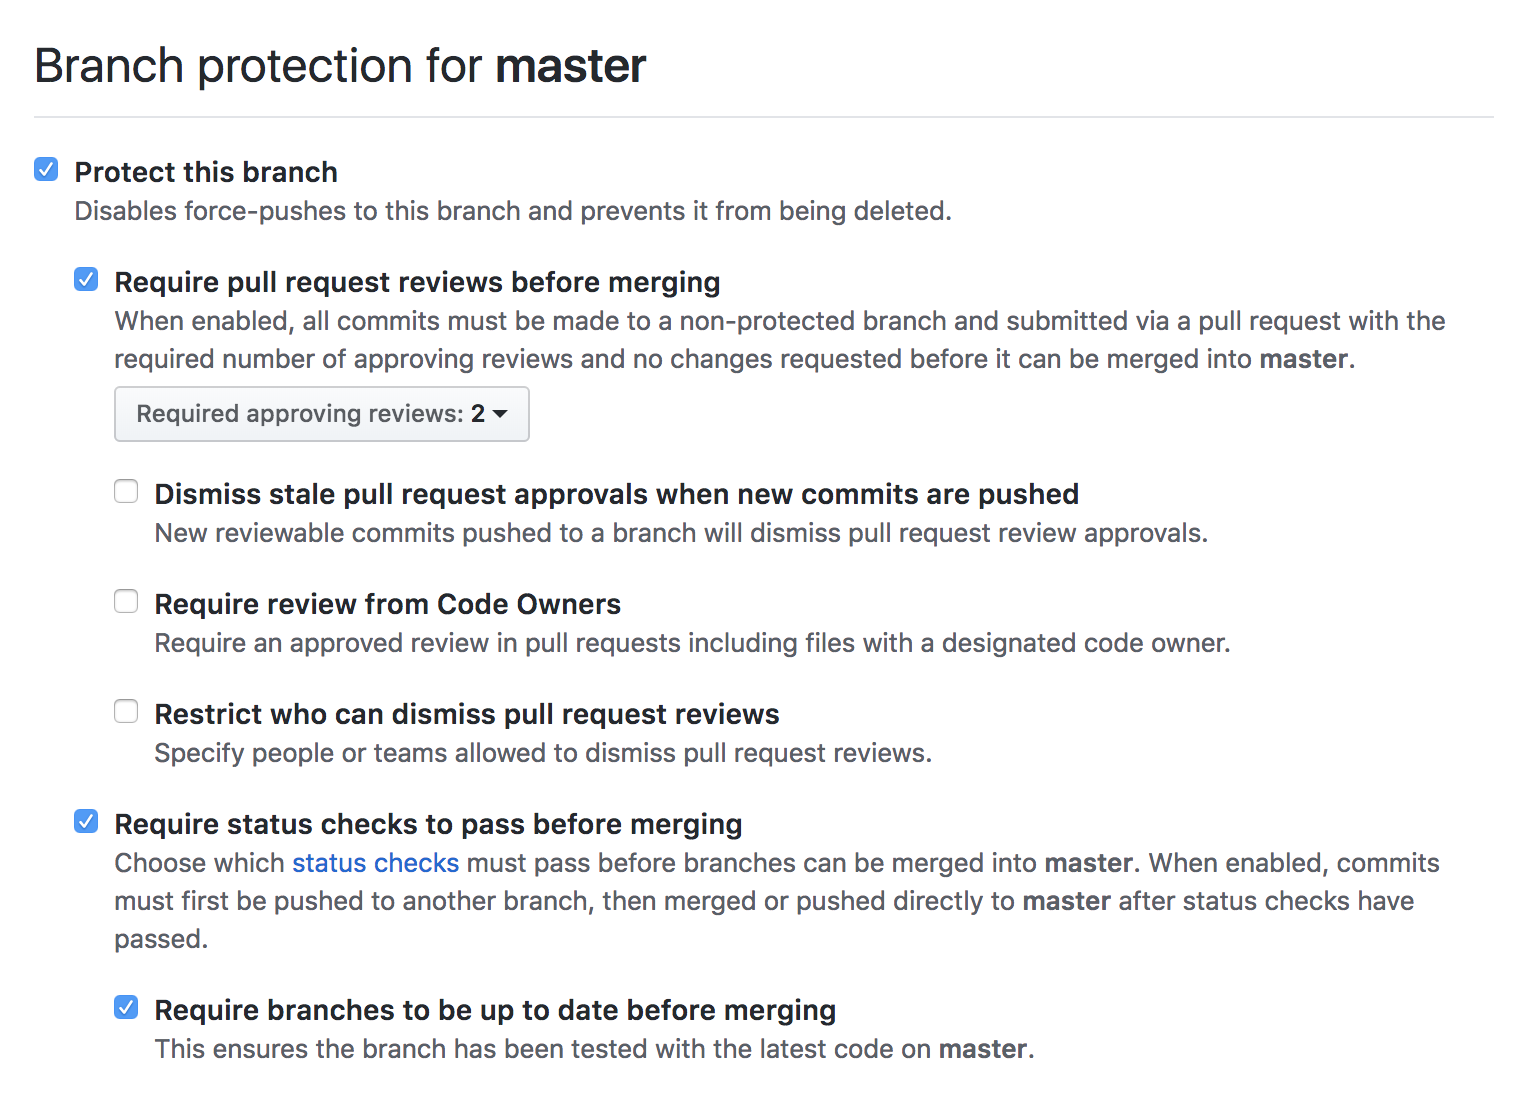 Branch protection for master
Protect this branch
Disables force-pushes to this branch and prevents it from being deleted.
Require pull request reviews before merging
When enabled, all commits must be made to a non-protected branch and submitted via a pull request with the
required number of approving reviews and no changes requested before it can be merged into master.
Required approving reviews: 2
Dismiss stale pull request approvals when new commits are pushed
New reviewable commits pushed to a branch will dismiss pull request review approvals.
Require review from Code Owners
Require an approved review in pull requests including files with a designated code owner.
Restrict who can dismiss pull request reviews
Specify people or teams allowed to dismiss pull request reviews.
Require status checks to pass before merging
Choose which status checks must pass before branches can be merged into master. When enabled, commits
must first be pushed to another branch, then merged or pushed directly to master after status checks have
passed.
Require branches to be up to date before merging
This ensures the branch has been tested with the latest code on master.